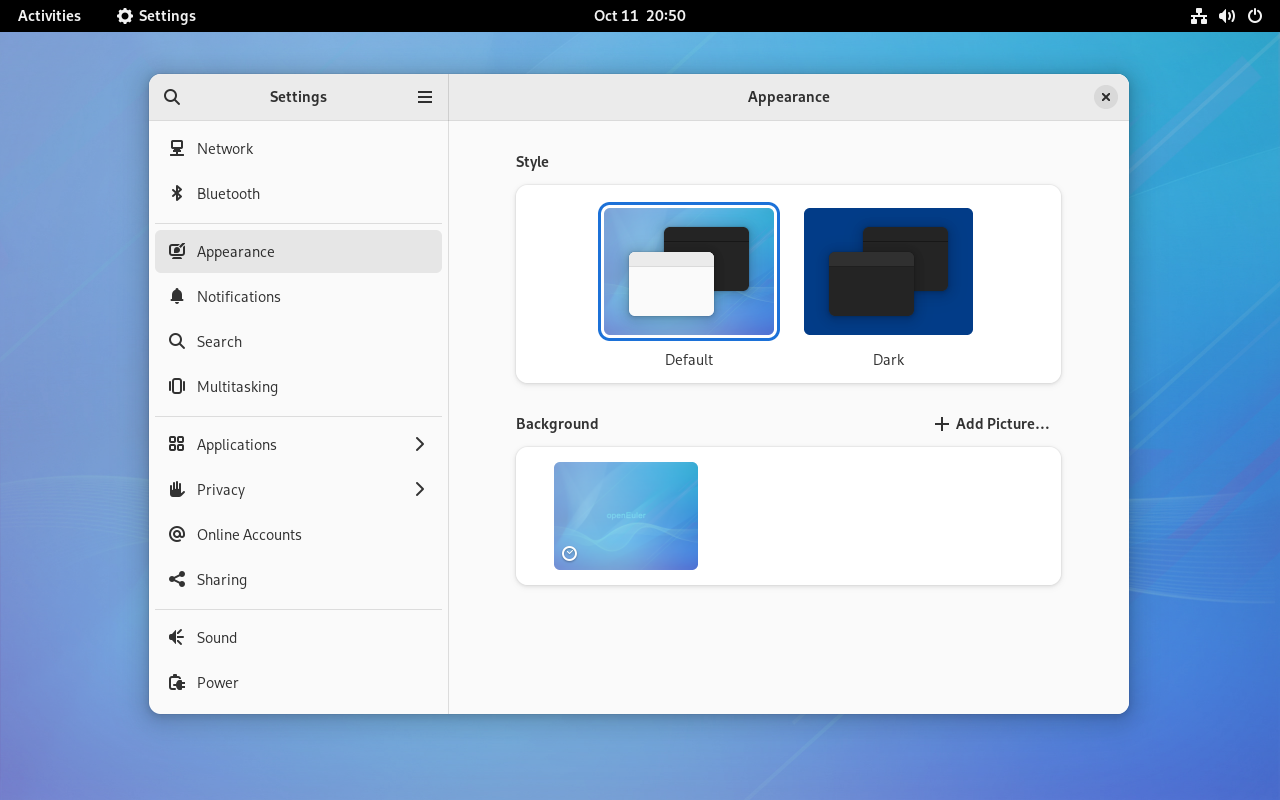 Activities
Settings
Oct 11 20:50
Settings
Appearance
Network
Bluetooth
Appearance
Notifications
Search
Multitasking
Applications
Privacy
Online Accounts
Sharing
Sound
Power
Style
Default
Dark
Background
Add Picture…
openEuler